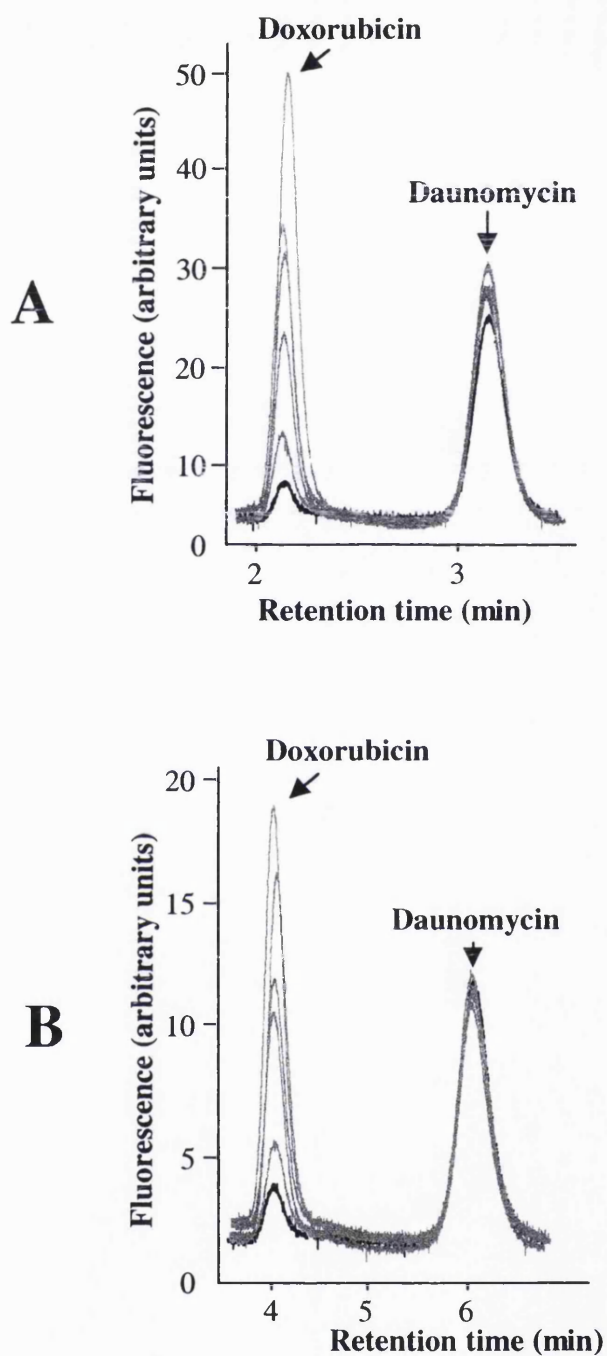 Doxorubicin
50
40
30
20
10
0
Daunomycin
Fluorescence (arbitrary units)
A
2 3
Retention time (min)
Doxorubicin
20
15
10
5
0
Daunomycin
Fluorescence (arbitrary units)
B
4 5 6
Retention time (min)